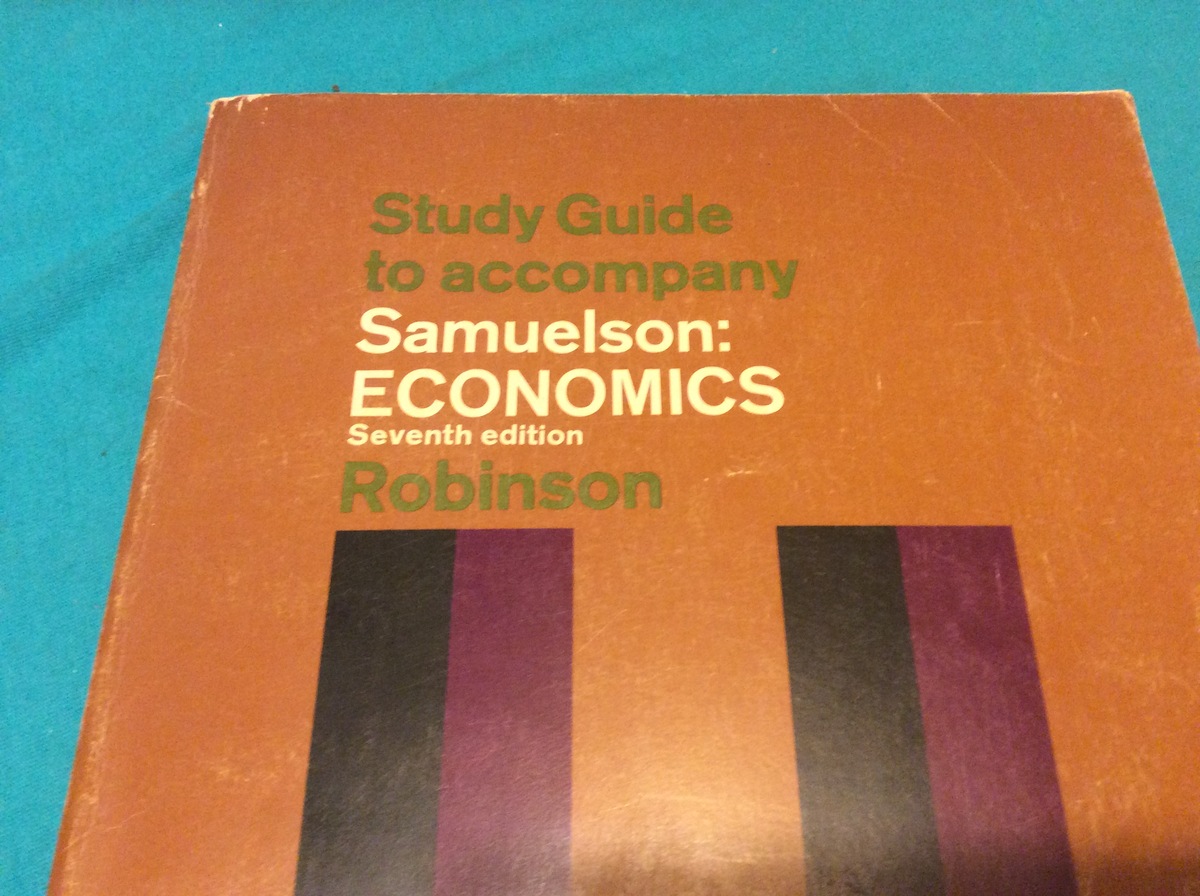 Study Guide
to accompany
Samuelson:
ECONOMICS
Seventh edition
Robinson